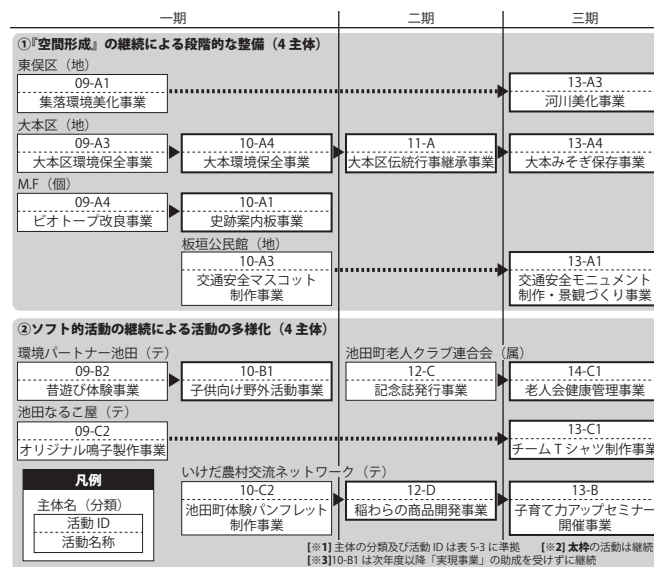 一期 二期 三期
①『空間形成』の継続による段階的な整備（4 主体）
東俣区（地）
09-A1 13-A3
集落環境美化事業 河川美化事業
大本区（地）
09-A3 10-A4 11-A 13-A4
大本区環境保全事業 大本環境保全事業 大本区伝統行事継承事業 大本みそぎ保存事業
M.F（個）
09-A4 10-A1
ビオトープ改良事業 史跡案内板事業
板垣公民館（地）
10-A3 13-A1
交通安全マスコット 交通安全モニュメント
制作事業 制作・景観づくり事業
②ソフト的活動の継続による活動の多様化（4 主体）
環境パートナー池田（テ） 池田町老人クラブ連合会（属）
09-B2 10-B1 12-C 14-C1
昔遊び体験事業 子供向け野外活動事業 記念誌発行事業 老人会健康管理事業
池田なるこ屋（テ）
09-C2 13-C1
オリジナル鳴子製作事業 チームTシャツ制作事業
いけだ農村交流ネットワーク（テ）
10-C2 12-D 13-B
池田町体験パンフレット 稲わらの商品開発事業 子育て力アップセミナー
制作事業 開催事業
凡例
主体名（分類）
活動 ID
活動名称
[※1] 主体の分類及び活動 ID は表 5-3 に準拠 [※2] 太枠の活動は継続
[※3]10-B1 は次年度以降「実現事業」の助成を受けずに継続